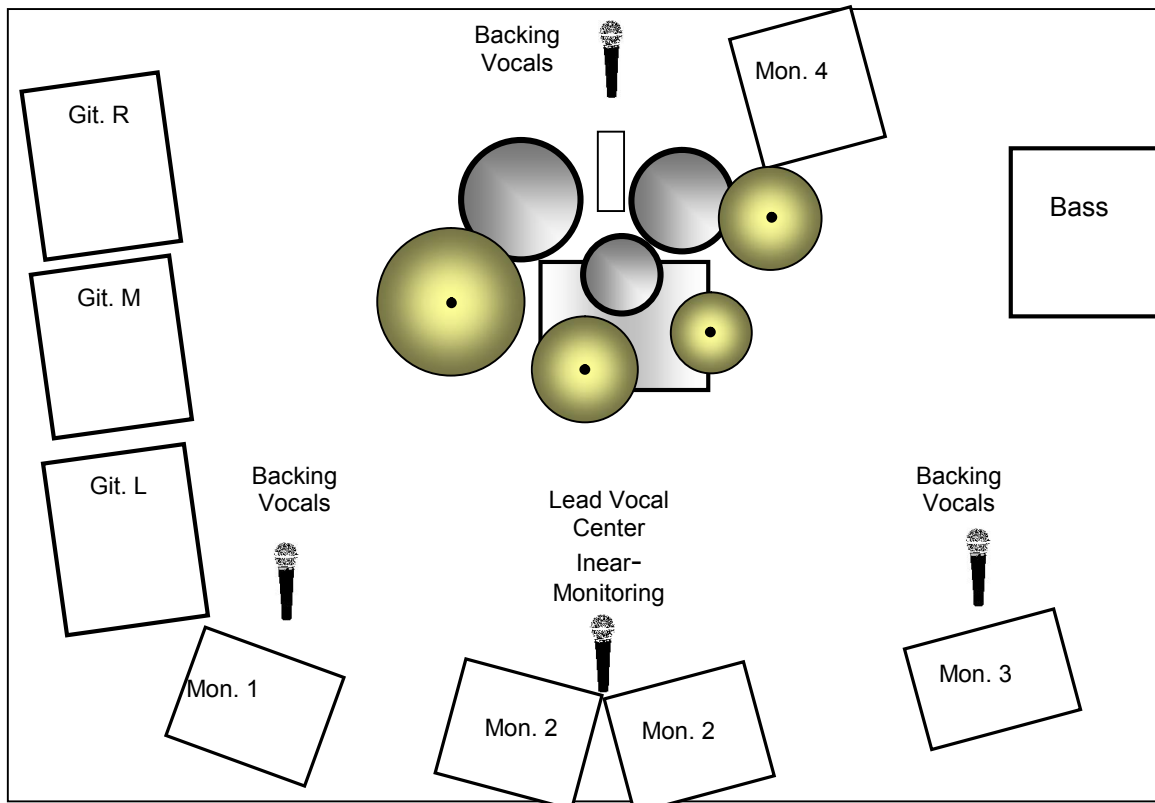 Backing
Vocals
Mon. 4
Git. R
Bass
Git. M
Git. L
Backing
Vocals
Lead Vocal
Center
Inear-
Monitoring
Backing
Vocals
Mon. 1
Mon. 2
Mon. 2
Mon. 3